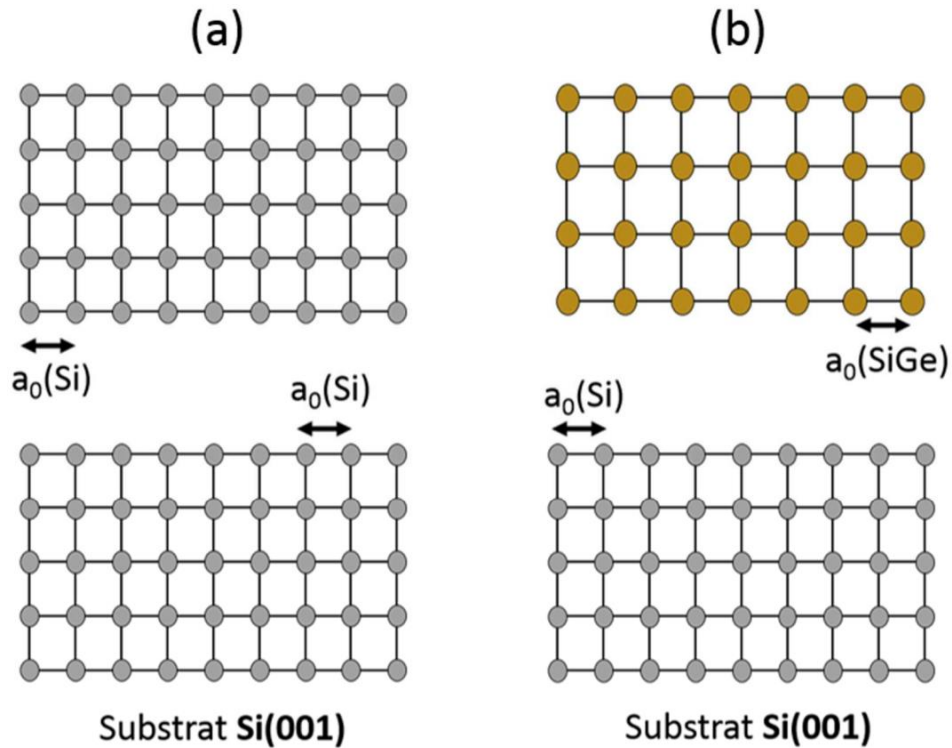 (a)
(b)
a₀(Si)
a₀(SiGe)
a₀(Si)
a₀(Si)
Substrat Si(001)
Substrat Si(001)